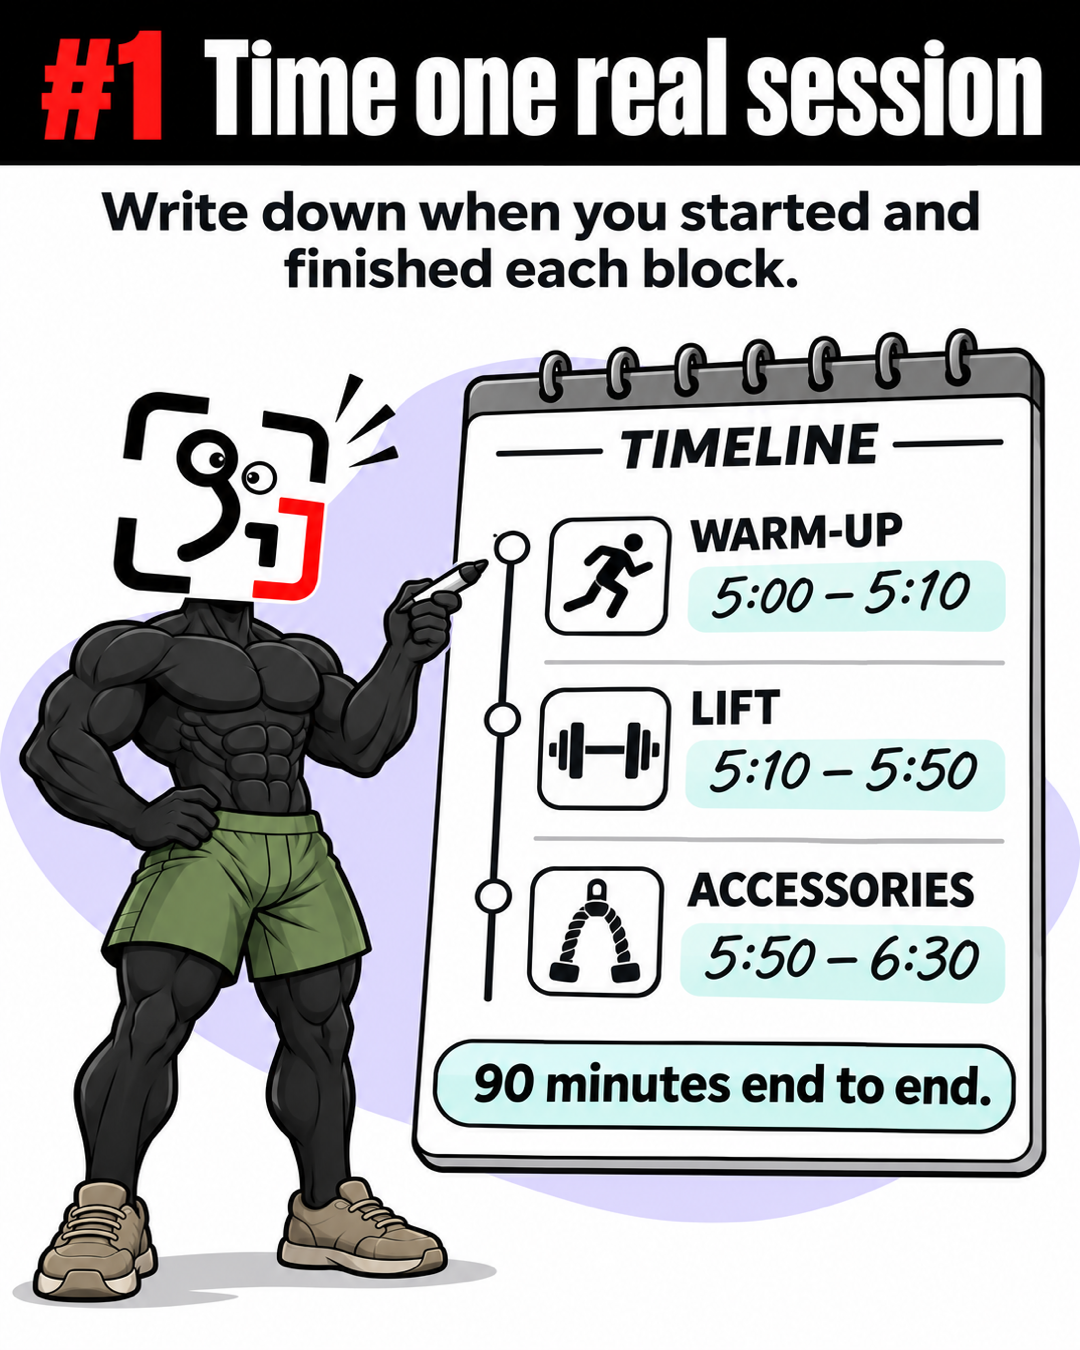 #1 Time one real session
Write down when you started and
finished each block.
TIMELINE
WARM-UP
5:00 – 5:10
LIFT
5:10 – 5:50
ACCESSORIES
5:50 – 6:30
90 minutes end to end.